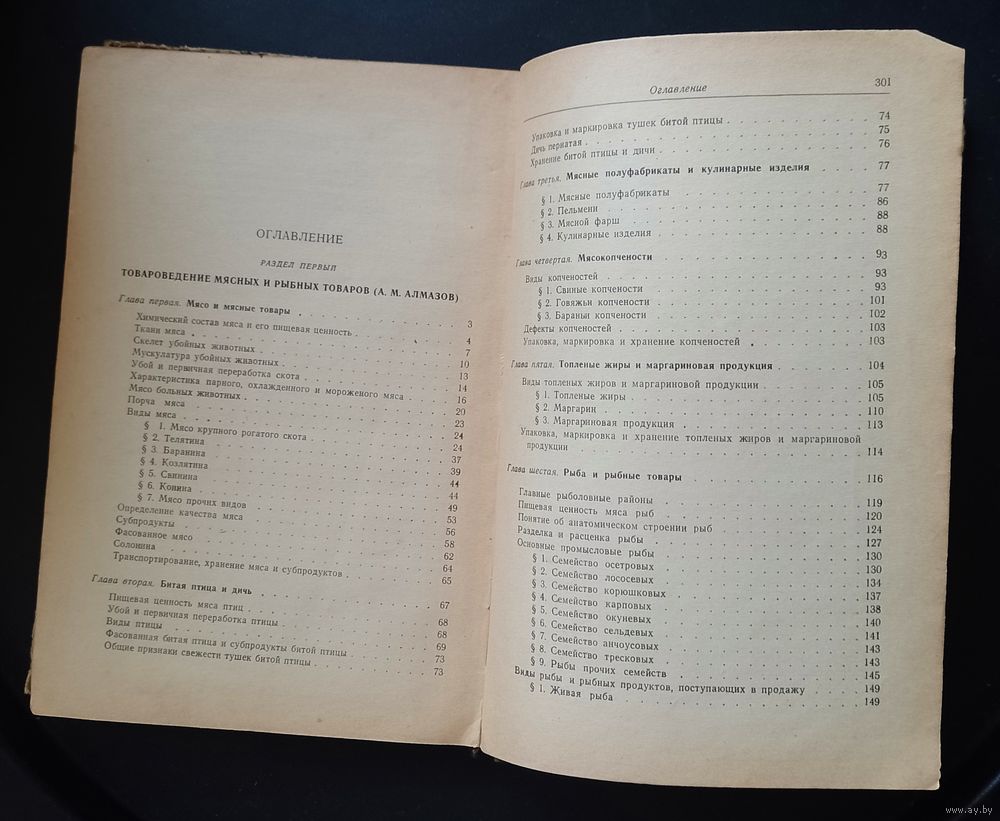 ОГЛАВЛЕНИЕ
РАЗДЕЛ ПЕРВЫЙ
ТОВАРОВЕДЕНИЕ МЯСНЫХ И РЫБНЫХ ТОВАРОВ (А. М. АЛМАЗОВ)
Глава первая. Мясо и мясные товары . . . . 3
Химический состав мяса и его пищевая ценность . . . . 4
Ткани мяса . . . . 7
Скелет убойных животных . . . . 10
Мускулатура убойных животных . . . . 13
Убой и первичная переработка скота . . . . 14
Характеристика парного, охлажденного и мороженого мяса . . . . 16
Мясо больных животных . . . . 20
Порча мяса . . . . 23
Виды мяса . . . . 24
§ 1. Мясо крупного рогатого скота . . . . 24
§ 2. Телятина . . . . 37
§ 3. Баранина . . . . 39
§ 4. Козлятина . . . . 44
§ 5. Свинина . . . . 44
§ 6. Конина . . . . 49
§ 7. Мясо прочих видов . . . . 53
Определение качества мяса . . . . 56
Субпродукты . . . . 58
Фасованное мясо . . . . 62
Солонина . . . . 64
Транспортирование, хранение мяса и субпродуктов . . . . 65
Глава вторая. Битая птица и дичь . . . . 67
Пищевая ценность мяса птиц . . . . 68
Убой и первичная переработка птицы . . . . 68
Виды птицы . . . . 69
Фасованная битая птица и субпродукты битой птицы . . . . 73
Общие признаки свежести тушек битой птицы . . . . 73
Оглавление 301
Упаковка и маркировка тушек битой птицы . . . . 74
Дичь пернатая . . . . 75
Хранение битой птицы и дичи . . . . 76
Глава третья. Мясные полуфабрикаты и кулинарные изделия . . . . 77
§ 1. Мясные полуфабрикаты . . . . 77
§ 2. Пельмени . . . . 86
§ 3. Мясной фарш . . . . 88
§ 4. Кулинарные изделия . . . . 88
Глава четвертая. Мясокопчености . . . . 93
Виды копченостей . . . . 93
§ 1. Свиные копчености . . . . 93
§ 2. Говяжьи копчености . . . . 101
§ 3. Бараньи копчености . . . . 102
Дефекты копченостей . . . . 103
Упаковка, маркировка и хранение копченостей . . . . 103
Глава пятая. Топленые жиры и маргариновая продукция . . . . 104
Виды топленых жиров и маргариновой продукции . . . . 105
§ 1. Топленые жиры . . . . 105
§ 2. Маргарин . . . . 110
§ 3. Маргариновая продукция . . . . 113
Упаковка, маркировка и хранение топленых жиров и маргариновой
продукции . . . . 114
Глава шестая. Рыба и рыбные товары . . . . 116
Главные рыболовные районы . . . . 119
Пищевая ценность мяса рыб . . . . 120
Понятие об анатомическом строении рыб . . . . 124
Разделка и расценка рыбы . . . . 127
Основные промысловые рыбы . . . . 130
§ 1. Семейство осетровых . . . . 130
§ 2. Семейство лососевых . . . . 134
§ 3. Семейство корюшковых . . . . 137
§ 4. Семейство карповых . . . . 138
§ 5. Семейство окуневых . . . . 140
§ 6. Семейство сельдевых . . . . 141
§ 7. Семейство анчоусовых . . . . 143
§ 8. Семейство тресковых . . . . 143
§ 9. Рыбы прочих семейств . . . . 145
Виды рыбы и рыбных продуктов, поступающих в продажу . . . . 149
§ 1. Живая рыба . . . . 149
www.ay.by